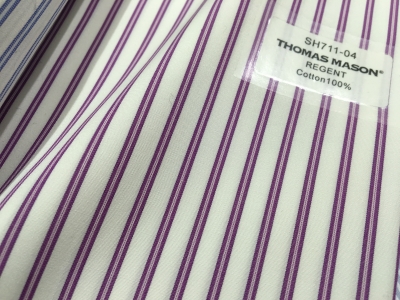 SH711-04
THOMAS MASON®
REGENT
Cotton100%